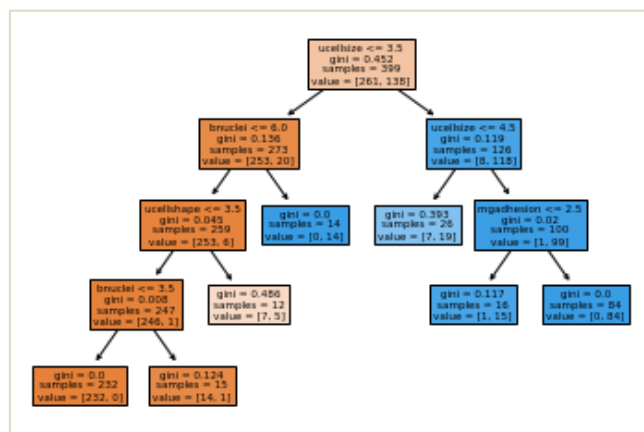 ucellsize <= 3.5
gini = 0.452
samples = 399
value = [261, 138]
bnuclei <= 6.0
gini = 0.136
samples = 273
value = [253, 20]
ucellsize <= 4.5
gini = 0.119
samples = 126
value = [8, 118]
ucellshape <= 3.5
gini = 0.045
samples = 259
value = [253, 6]
gini = 0.0
samples = 14
value = [0, 14]
gini = 0.393
samples = 26
value = [7, 19]
mgadhesion <= 2.5
gini = 0.02
samples = 100
value = [1, 99]
bnuclei <= 3.5
gini = 0.008
samples = 247
value = [246, 1]
gini = 0.486
samples = 12
value = [7, 5]
gini = 0.117
samples = 16
value = [1, 15]
gini = 0.0
samples = 84
value = [0, 84]
gini = 0.0
samples = 232
value = [232, 0]
gini = 0.124
samples = 15
value = [14, 1]